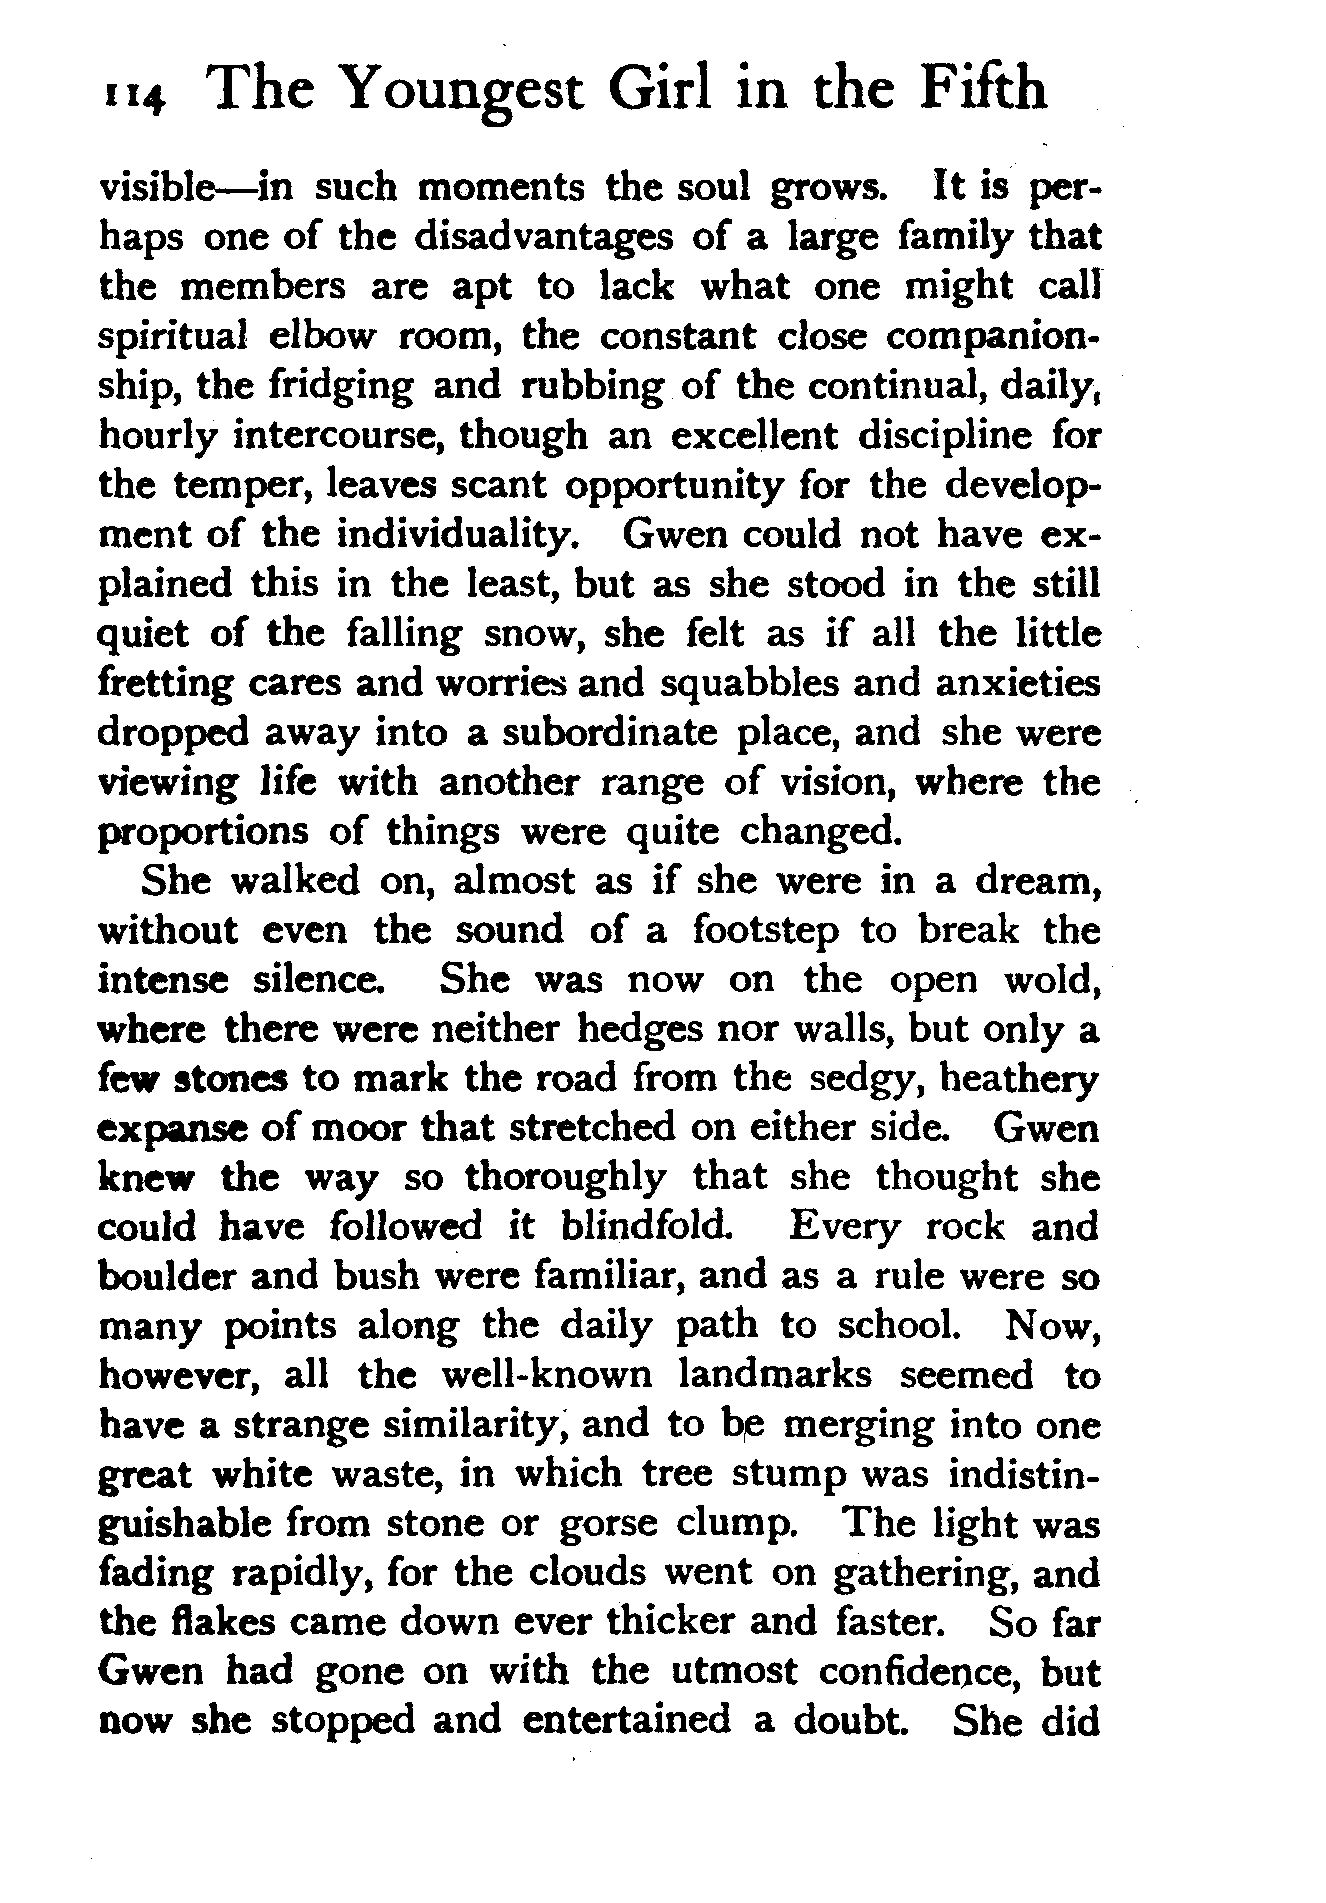 114 The Youngest Girl in the Fifth
visible—in such moments the soul grows. It is per-
haps one of the disadvantages of a large family that
the members are apt to lack what one might call
spiritual elbow room, the constant close companion-
ship, the fridging and rubbing of the continual, daily,
hourly intercourse, though an excellent discipline for
the temper, leaves scant opportunity for the develop-
ment of the individuality. Gwen could not have ex-
plained this in the least, but as she stood in the still
quiet of the falling snow, she felt as if all the little
fretting cares and worries and squabbles and anxieties
dropped away into a subordinate place, and she were
viewing life with another range of vision, where the
proportions of things were quite changed.
She walked on, almost as if she were in a dream,
without even the sound of a footstep to break the
intense silence. She was now on the open wold,
where there were neither hedges nor walls, but only a
few stones to mark the road from the sedgy, heathery
expanse of moor that stretched on either side. Gwen
knew the way so thoroughly that she thought she
could have followed it blindfold. Every rock and
boulder and bush were familiar, and as a rule were so
many points along the daily path to school. Now,
however, all the well-known landmarks seemed to
have a strange similarity, and to be merging into one
great white waste, in which tree stump was indistin-
guishable from stone or gorse clump. The light was
fading rapidly, for the clouds went on gathering, and
the flakes came down ever thicker and faster. So far
Gwen had gone on with the utmost confidence, but
now she stopped and entertained a doubt. She did